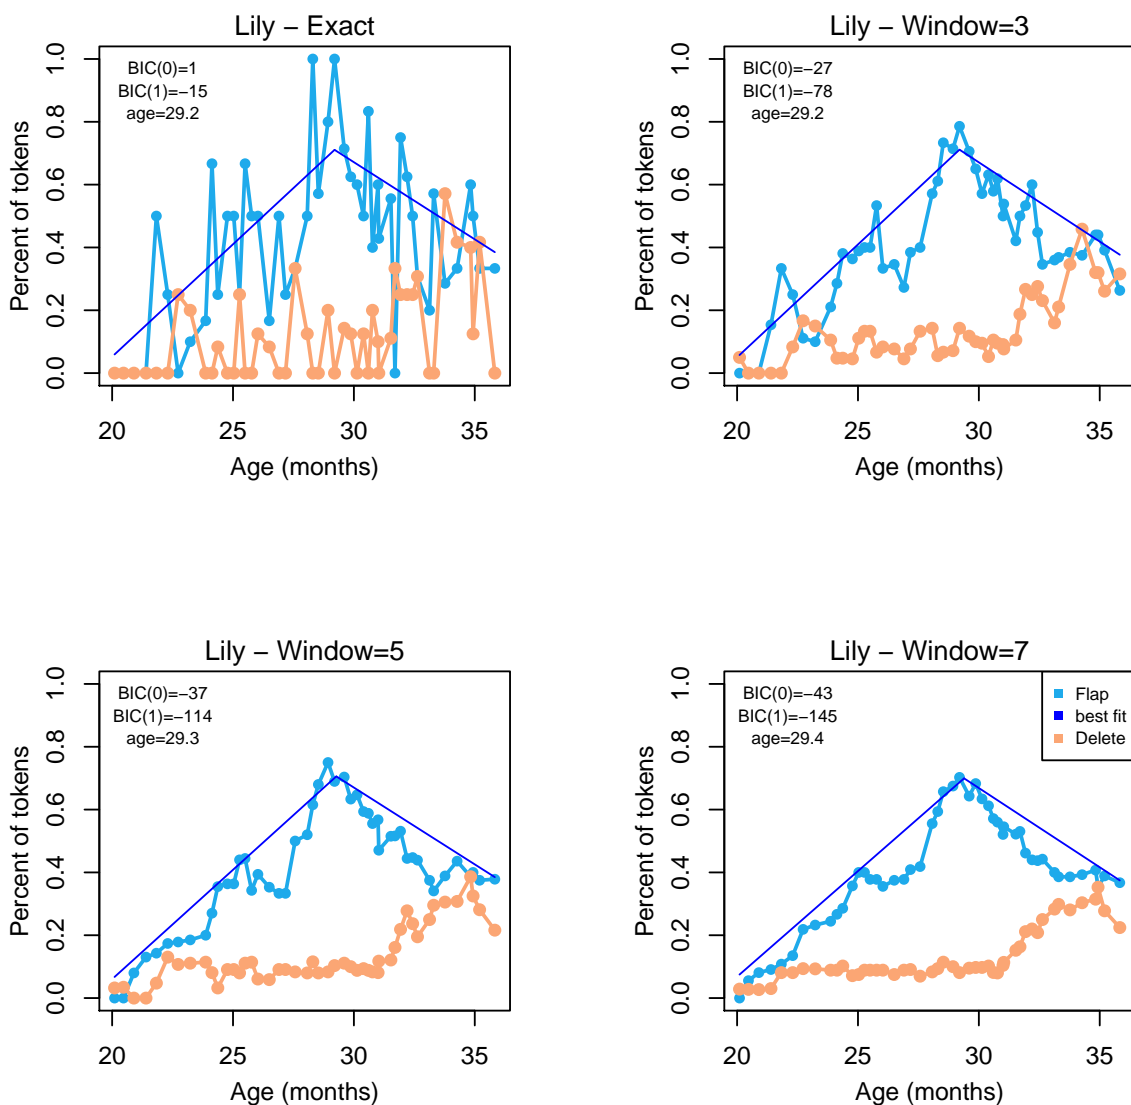 Lily − Exact
BIC(0)=1
BIC(1)=−15
age=29.2
Percent of tokens
0.0
0.2
0.4
0.6
0.8
1.0
20 25 30 35
Age (months)
Lily − Window=3
BIC(0)=−27
BIC(1)=−78
age=29.2
Percent of tokens
0.0
0.2
0.4
0.6
0.8
1.0
20 25 30 35
Age (months)
Lily − Window=5
BIC(0)=−37
BIC(1)=−114
age=29.3
Percent of tokens
0.0
0.2
0.4
0.6
0.8
1.0
20 25 30 35
Age (months)
Lily − Window=7
BIC(0)=−43
BIC(1)=−145
age=29.4
Flap
best fit
Delete
Percent of tokens
0.0
0.2
0.4
0.6
0.8
1.0
20 25 30 35
Age (months)